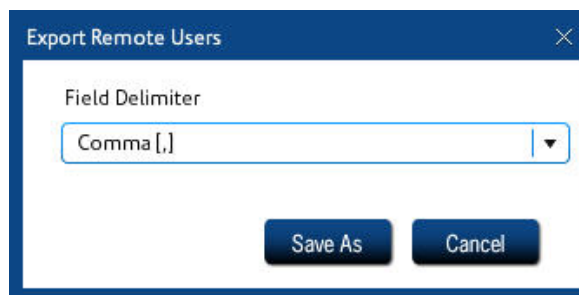 Export Remote Users
Field Delimiter
Comma [,]
Save As Cancel